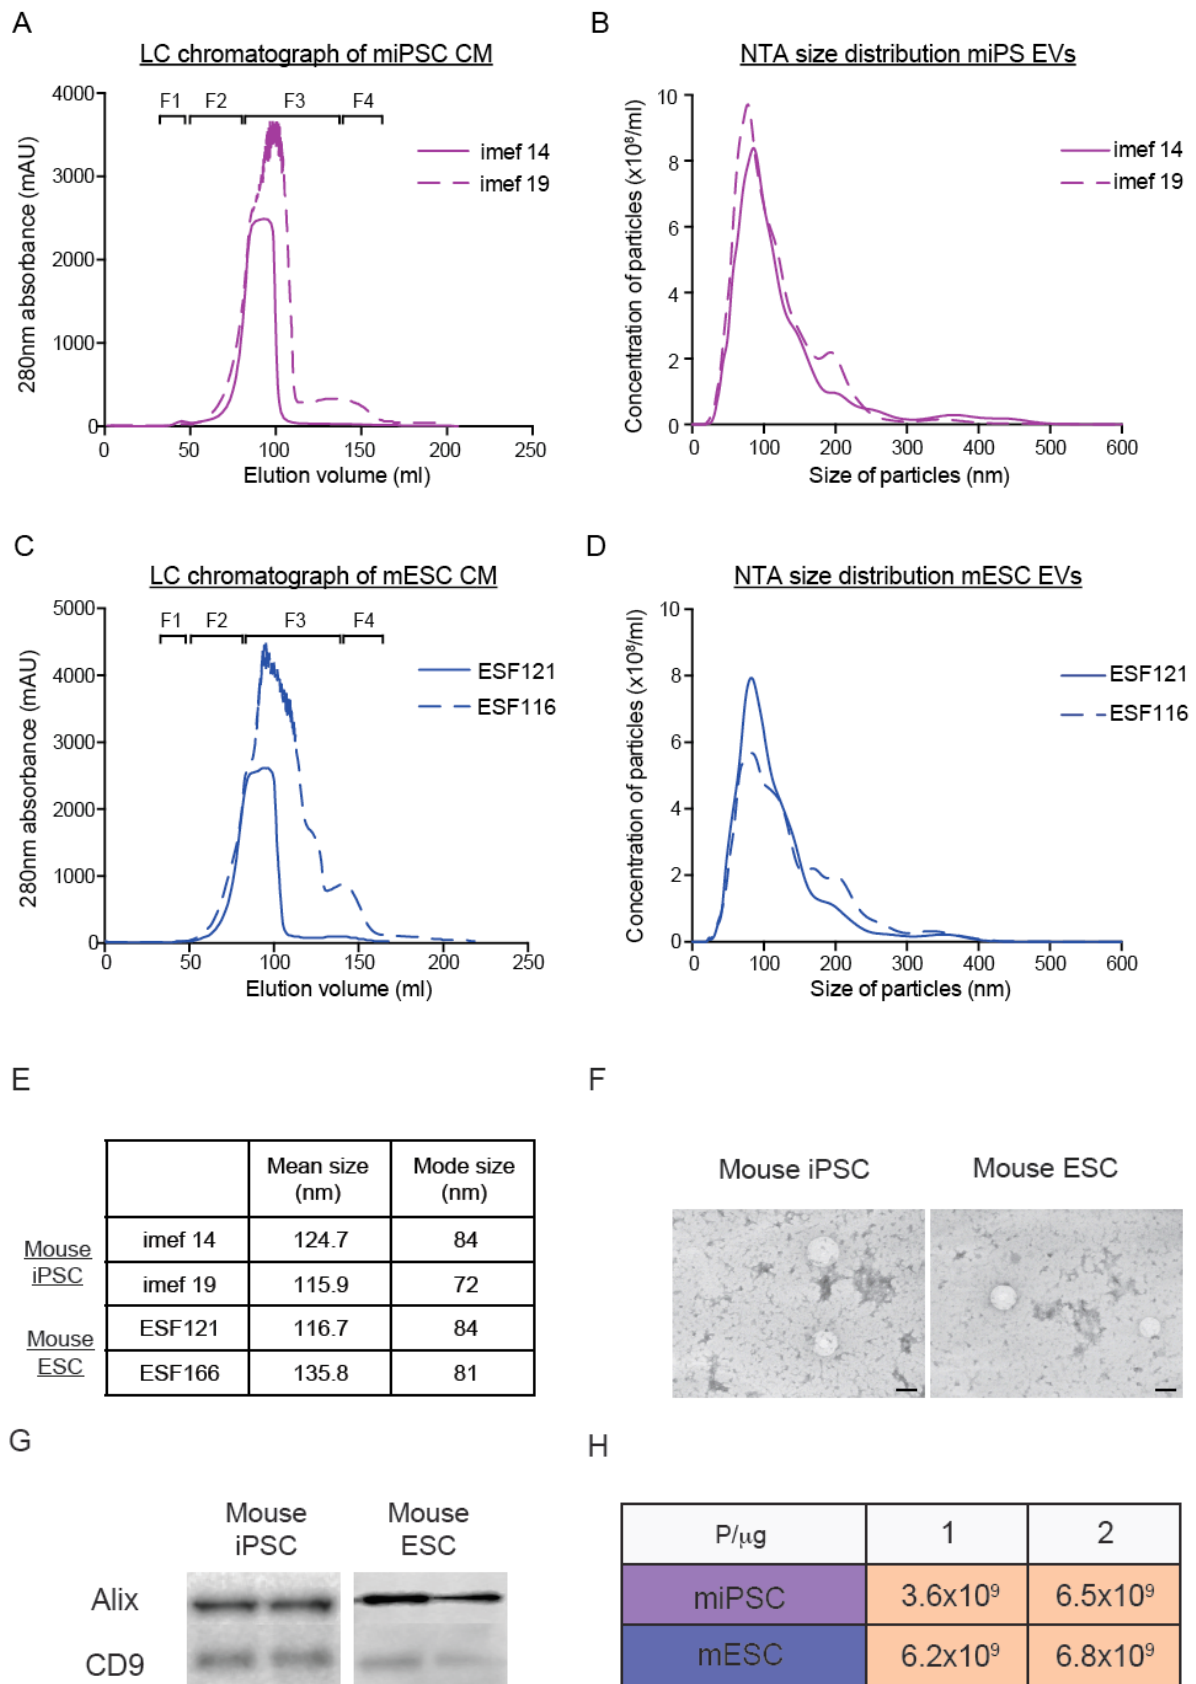 A
LC chromatograph of miPSC CM
F1 F2 F3 F4
4000
3000
2000
1000
0
280nm absorbance (mAU)
imef 14
imef 19
0 50 100 150 200 250
Elution volume (ml)
B
NTA size distribution miPS EVs
10
8
6
4
2
0
Concentration of particles (x10⁸/ml)
imef 14
imef 19
0 100 200 300 400 500 600
Size of particles (nm)
C
LC chromatograph of mESC CM
F1 F2 F3 F4
5000
4000
3000
2000
1000
0
280nm absorbance (mAU)
ESF121
ESF116
0 50 100 150 200 250
Elution volume (ml)
D
NTA size distribution mESC EVs
10
8
6
4
2
0
Concentration of particles (x10⁸/ml)
ESF121
ESF116
0 100 200 300 400 500 600
Size of particles (nm)
E
Mean size
(nm)
Mode size
(nm)
Mouse
iPSC
imef 14 124.7 84
imef 19 115.9 72
Mouse
ESC
ESF121 116.7 84
ESF166 135.8 81
F
Mouse iPSC
Mouse ESC
G
Mouse
iPSC
Mouse
ESC
Alix
CD9
H
P/μg 1 2
miPSC 3.6x10⁹ 6.5x10⁹
mESC 6.2x10⁹ 6.8x10⁹